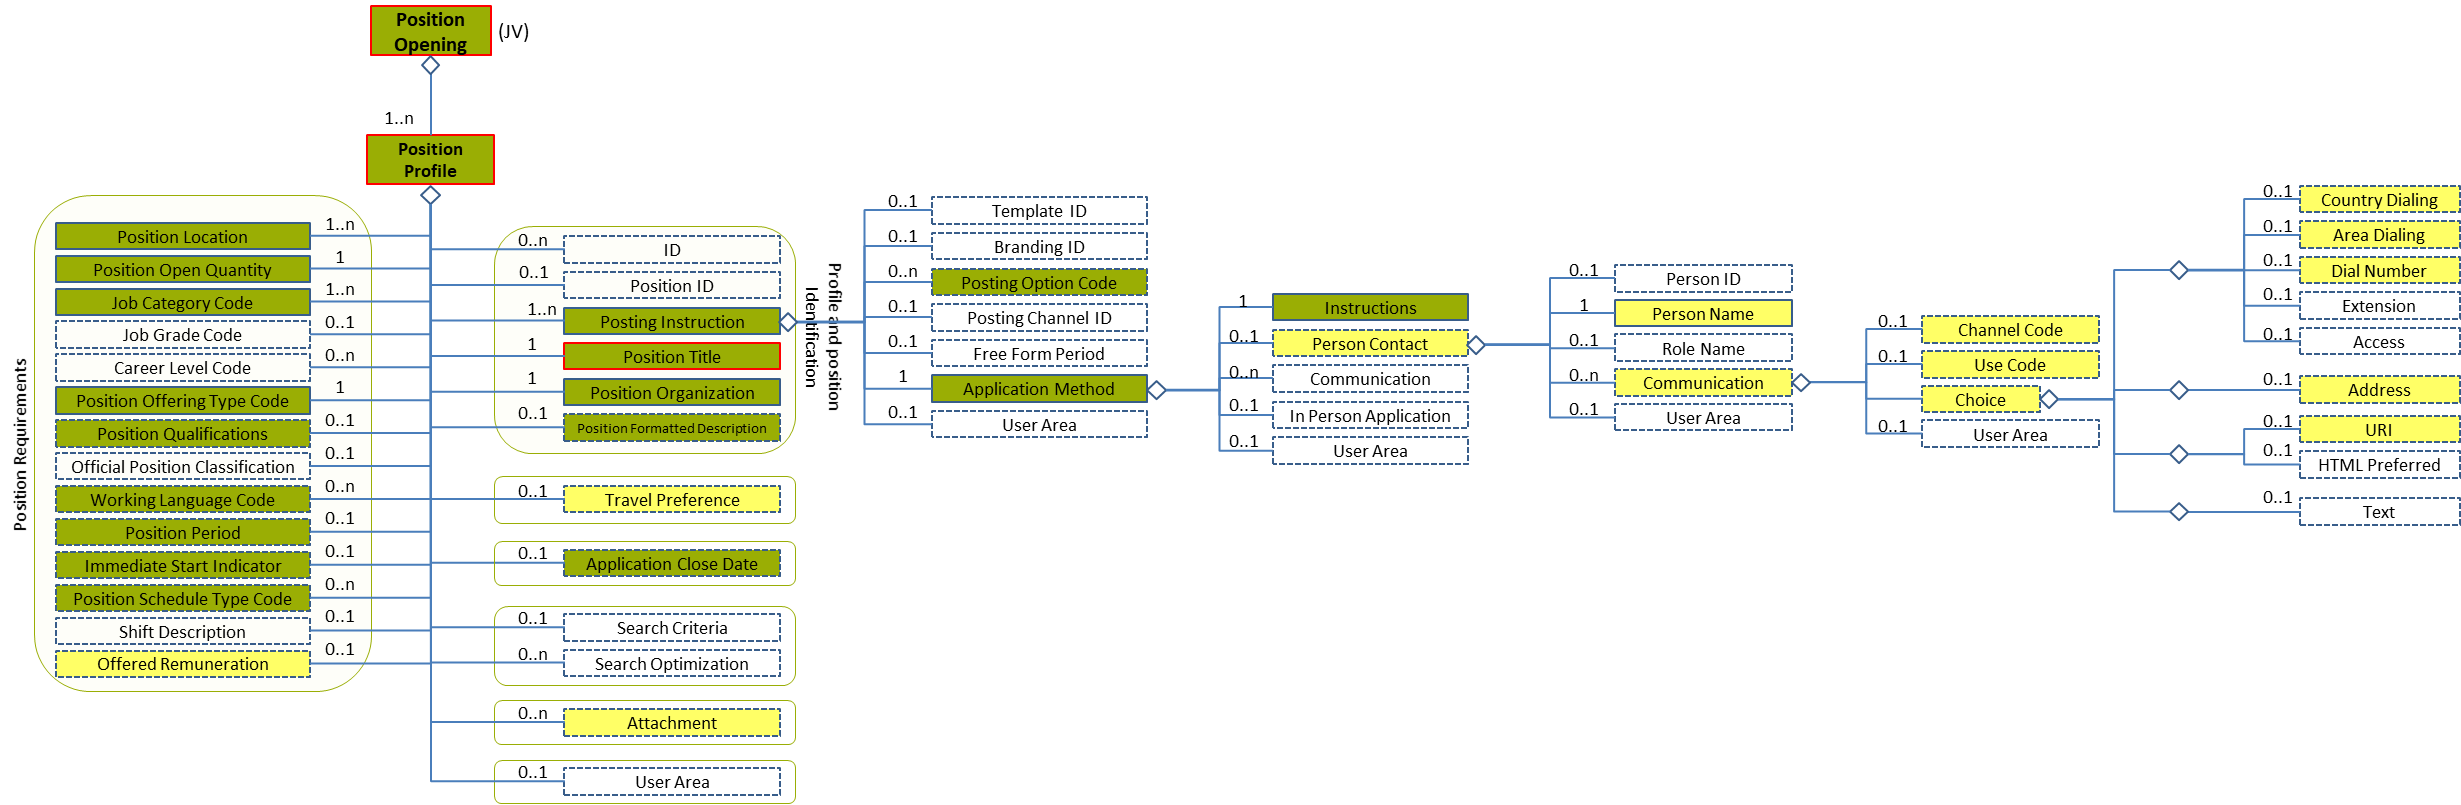 Position
Opening
(JV)
1..n
Position
Profile
Position Requirements
Position Location
1..n
Position Open Quantity
1
Job Category Code
1..n
Job Grade Code
0..1
Career Level Code
0..n
Position Offering Type Code
1
Position Qualifications
0..1
Official Position Classification
0..1
Working Language Code
0..n
Position Period
0..1
Immediate Start Indicator
0..1
Position Schedule Type Code
0..n
Shift Description
0..1
Offered Remuneration
0..1
Profile and position
Identification
0..n
ID
0..1
Position ID
1..n
Posting Instruction
1
Position Title
1
Position Organization
0..1
Position Formatted Description
0..1
Travel Preference
0..1
Application Close Date
0..1
Search Criteria
0..n
Search Optimization
0..n
Attachment
0..1
User Area
0..1
Template ID
0..1
Branding ID
0..n
Posting Option Code
0..1
Posting Channel ID
0..1
Free Form Period
1
Application Method
0..1
User Area
1
Instructions
0..1
Person Contact
0..n
Communication
0..1
In Person Application
0..1
User Area
0..1
Person ID
1
Person Name
0..1
Role Name
0..n
Communication
0..1
User Area
0..1
Channel Code
0..1
Use Code
Choice
0..1
User Area
0..1
Country Dialing
0..1
Area Dialing
0..1
Dial Number
0..1
Extension
0..1
Access
0..1
Address
0..1
URI
0..1
HTML Preferred
0..1
Text